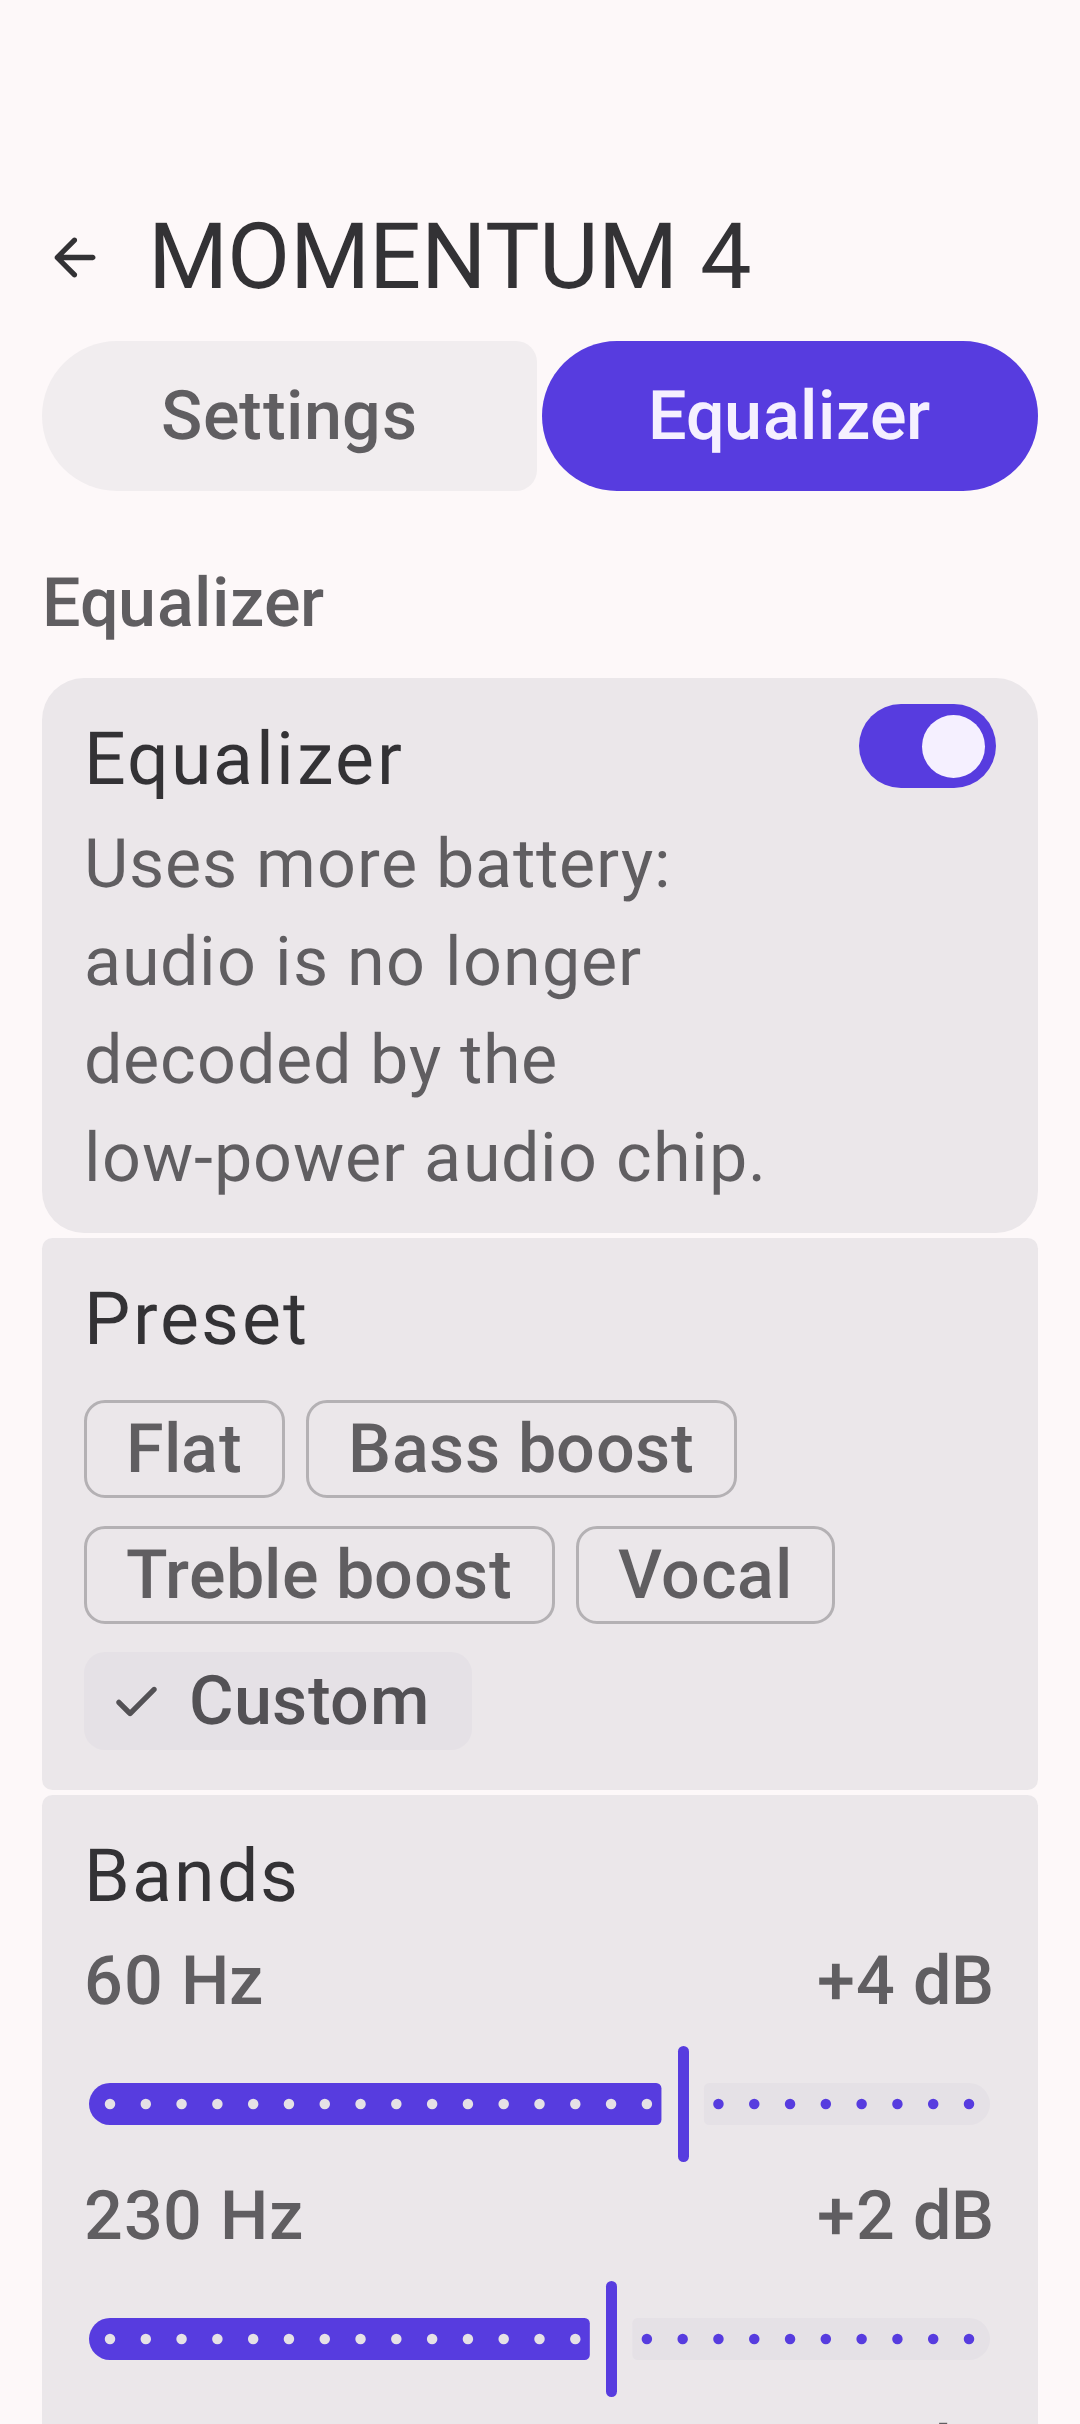 MOMENTUM 4
Settings
Equalizer
Equalizer
Equalizer
Uses more battery:
audio is no longer
decoded by the
low-power audio chip.
Preset
Flat
Bass boost
Treble boost
Vocal
Custom
Bands
60 Hz
+4 dB
230 Hz
+2 dB